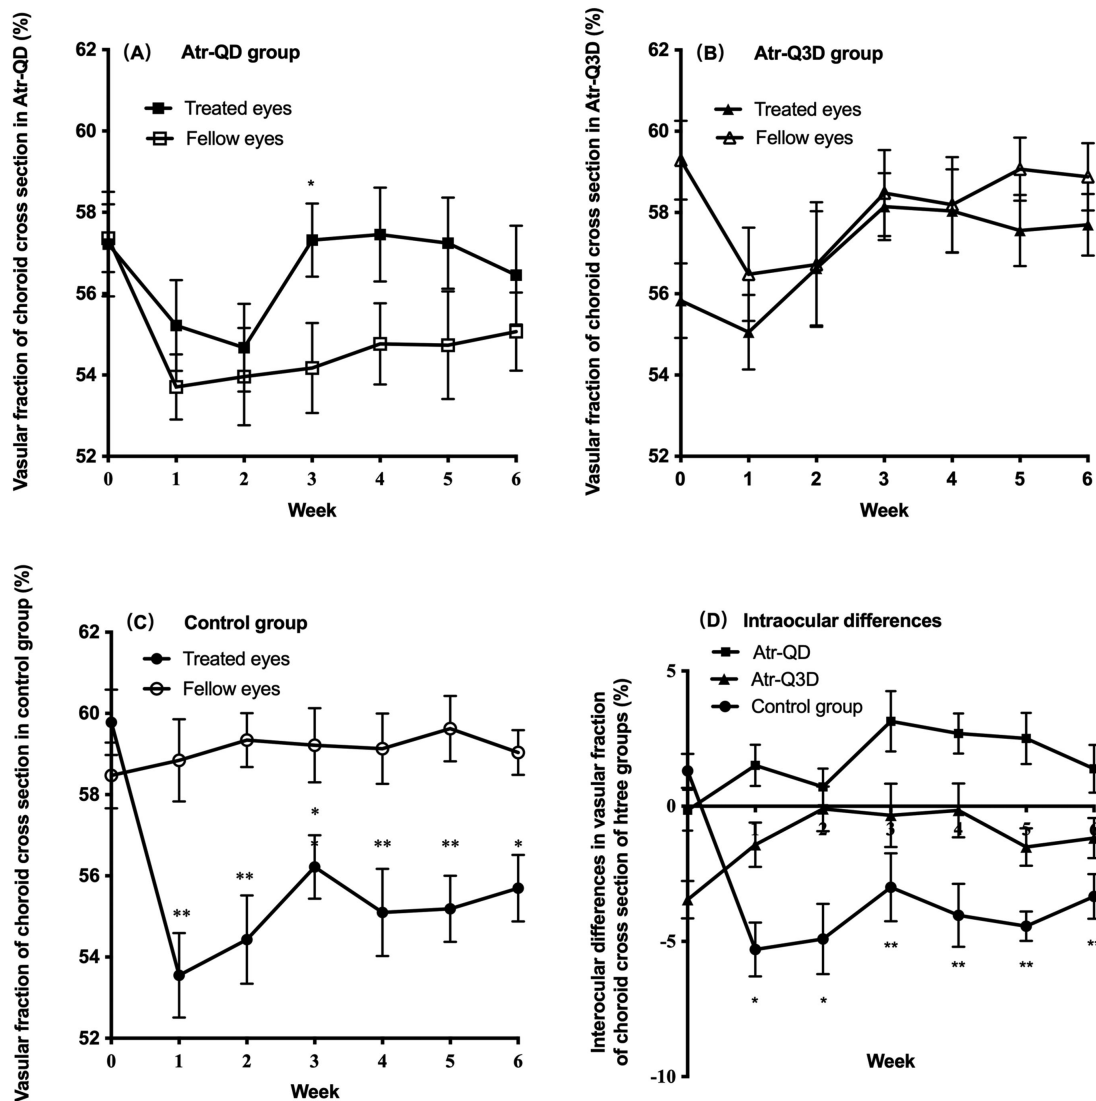 Vasular fraction of choroid cross section in Atr-QD (%)
(A) Atr-QD group
Treated eyes
Fellow eyes
62
60
58
56
54
52
*
0 1 2 3 4 5 6
Week
Vasular fraction of choroid cross section in Atr-Q3D (%)
(B) Atr-Q3D group
Treated eyes
Fellow eyes
62
60
58
56
54
52
0 1 2 3 4 5 6
Week
Vasular fraction of choroid cross section in control group (%)
(C) Control group
Treated eyes
Fellow eyes
62
60
58
56
54
52
** ** * ** ** *
0 1 2 3 4 5 6
Week
Interocular differences in vasular fraction
of choroid cross section of htree groups (%)
(D) Intraocular differences
Atr-QD
Atr-Q3D
Control group
5
0
-5
-10
1 2 3 4 5 6
* * ** ** ** **
Week